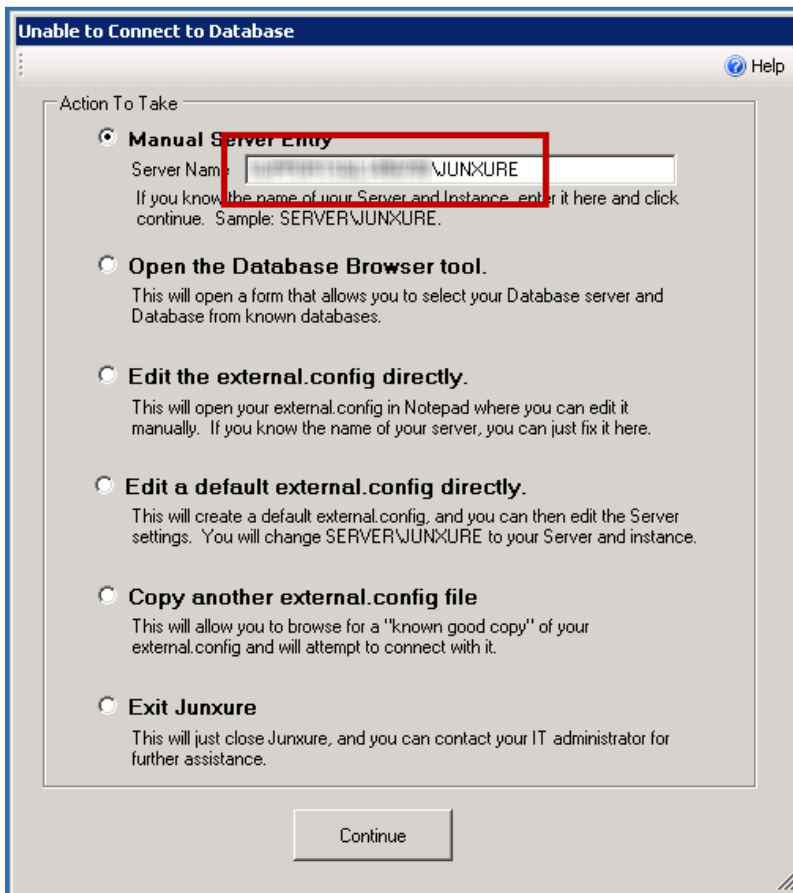 Unable to Connect to Database
Help
Action To Take
Manual Server Entry
Server Name
\JUNXURE
If you know the name of your Server and Instance, enter it here and click
continue. Sample: SERVER\JUNXURE.
Open the Database Browser tool.
This will open a form that allows you to select your Database server and
Database from known databases.
Edit the external.config directly.
This will open your external.config in Notepad where you can edit it
manually. If you know the name of your server, you can just fix it here.
Edit a default external.config directly.
This will create a default external.config, and you can then edit the Server
settings. You will change SERVER\JUNXURE to your Server and instance.
Copy another external.config file
This will allow you to browse for a "known good copy" of your
external.config and will attempt to connect with it.
Exit Junxure
This will just close Junxure, and you can contact your IT administrator for
further assistance.
Continue